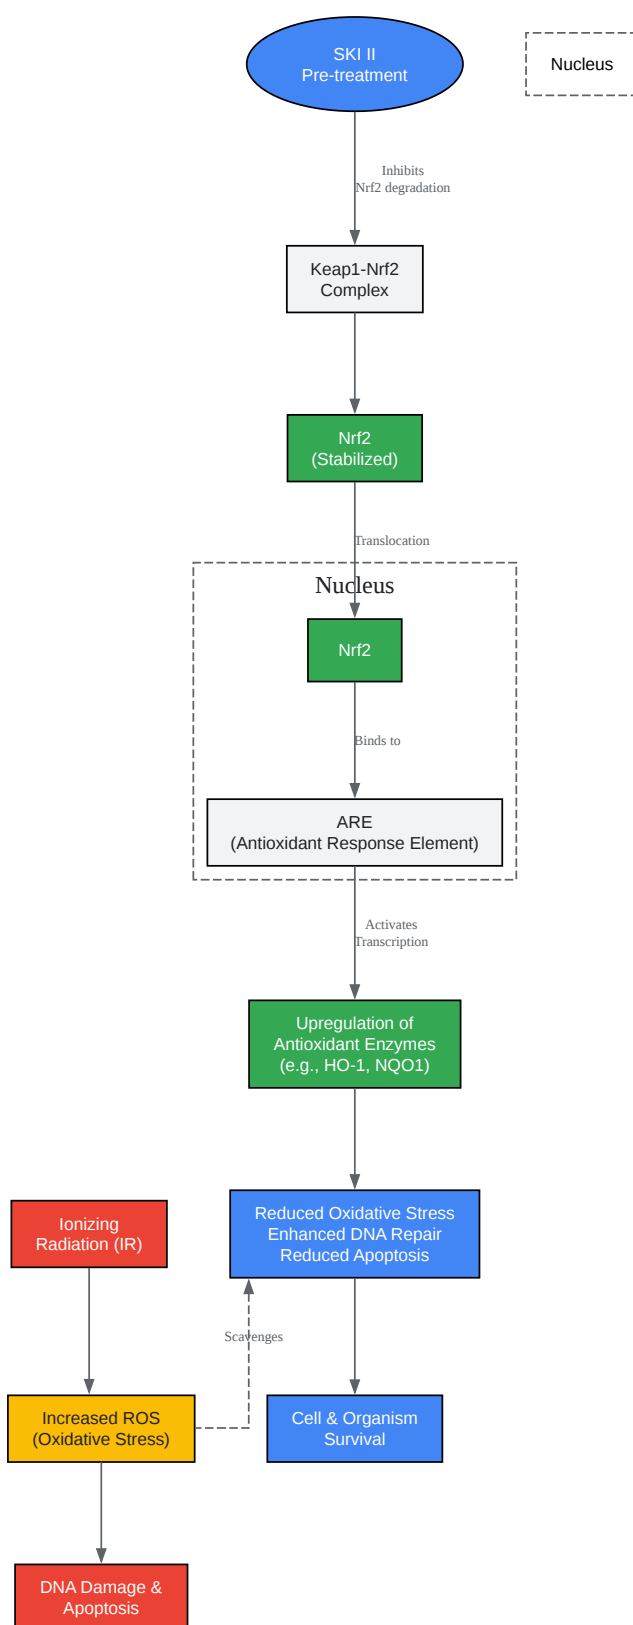 SKI II
Pre-treatment
Nucleus
Inhibits
Nrf2 degradation
Keap1-Nrf2
Complex
Nrf2
(Stabilized)
Translocation
Nucleus
Nrf2
Binds to
ARE
(Antioxidant Response Element)
Activates
Transcription
Upregulation of
Antioxidant Enzymes
(e.g., HO-1, NQO1)
Ionizing
Radiation (IR)
Reduced Oxidative Stress
Enhanced DNA Repair
Reduced Apoptosis
Scavenges
Increased ROS
(Oxidative Stress)
Cell & Organism
Survival
DNA Damage &
Apoptosis